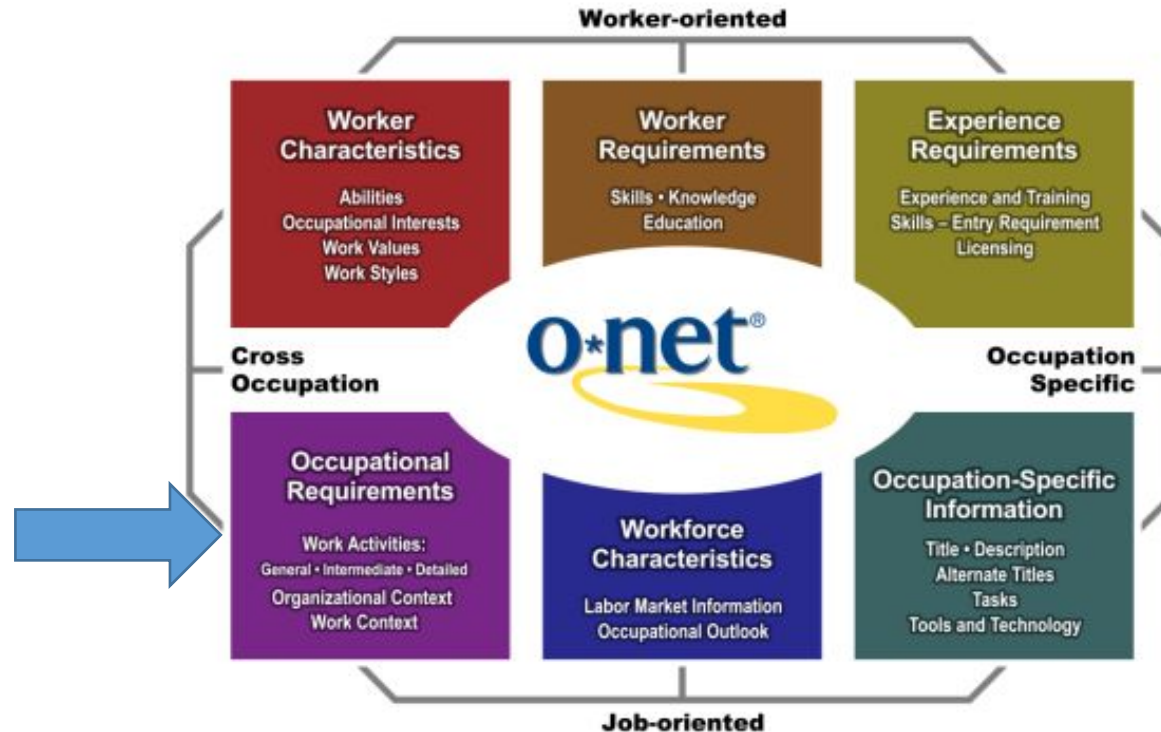 Worker-oriented
Worker
Characteristics
Abilities
Occupational Interests
Work Values
Work Styles
Worker
Requirements
Skills • Knowledge
Education
Experience
Requirements
Experience and Training
Skills – Entry Requirement
Licensing
o*net®
Cross
Occupation
Occupation
Specific
Occupational
Requirements
Work Activities:
General • Intermediate • Detailed
Organizational Context
Work Context
Workforce
Characteristics
Labor Market Information
Occupational Outlook
Occupation-Specific
Information
Title • Description
Alternate Titles
Tasks
Tools and Technology
Job-oriented